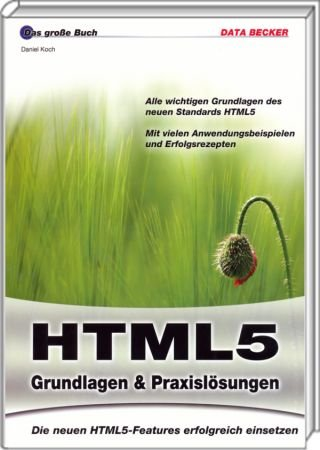 Das große Buch
DATA BECKER
Daniel Koch
Alle wichtigen Grundlagen des
neuen Standards HTML5
Mit vielen Anwendungsbeispielen
und Erfolgsrezepten
HTML5
Grundlagen & Praxislösungen
Die neuen HTML5-Features erfolgreich einsetzen